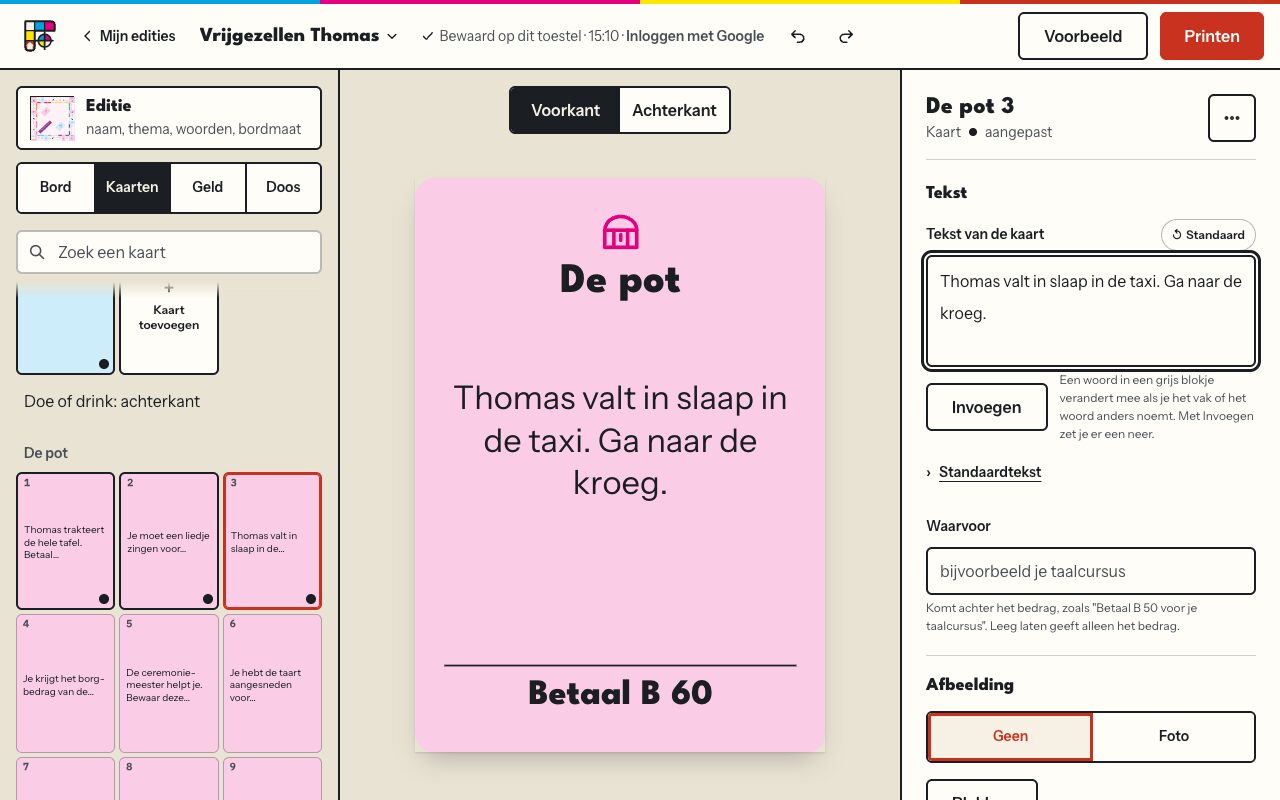 Mijn edities
Vrijgezellen Thomas
Bewaard op dit toestel · 15:10 · Inloggen met Google
Voorbeeld
Printen
Editie
naam, thema, woorden, bordmaat
Bord
Kaarten
Geld
Doos
Zoek een kaart
+
Kaart
toevoegen
Doe of drink: achterkant
De pot
1
Thomas trakteert
de hele tafel.
Betaal...
2
Je moet een liedje
zingen voor...
3
Thomas valt in
slaap in de...
4
Je krijgt het borg-
bedrag van de...
5
De ceremonie-
meester helpt je.
Bewaar deze...
6
Je hebt de taart
aangesneden
voor...
7
8
9
Voorkant
Achterkant
De pot
Thomas valt in slaap in
de taxi. Ga naar de
kroeg.
Betaal B 60
De pot 3
Kaart ● aangepast
...
Tekst
Tekst van de kaart
Standaard
Thomas valt in slaap in de taxi. Ga naar de
kroeg.
Invoegen
Een woord in een grijs blokje
verandert mee als je het vak of het
woord anders noemt. Met Invoegen
zet je er een neer.
› Standaardtekst
Waarvoor
bijvoorbeeld je taalcursus
Komt achter het bedrag, zoals "Betaal B 50 voor je
taalcursus". Leeg laten geeft alleen het bedrag.
Afbeelding
Geen
Foto